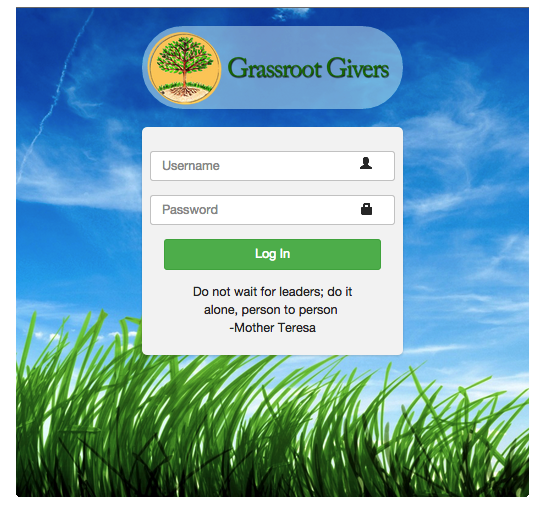 Grassroot Givers
Username
Password
Log In
Do not wait for leaders; do it
alone, person to person
-Mother Teresa